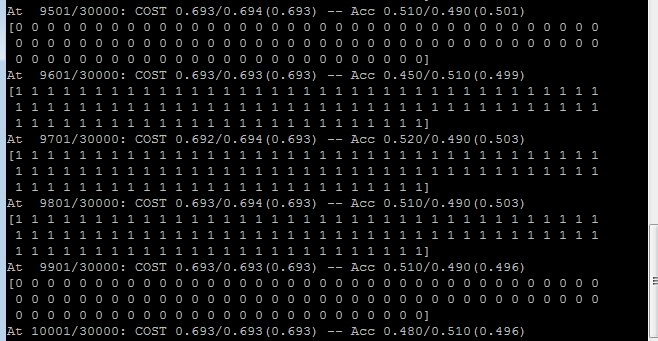 At  9501/30000: COST 0.693/0.694(0.693) -- Acc 0.510/0.490(0.501)
[0 0 0 0 0 0 0 0 0 0 0 0 0 0 0 0 0 0 0 0 0 0 0 0 0 0 0 0 0 0 0 0 0 0 0 0 0
 0 0 0 0 0 0 0 0 0 0 0 0 0 0 0 0 0 0 0 0 0 0 0 0 0 0 0 0 0 0 0 0 0 0 0 0 0
 0 0 0 0 0 0 0 0 0 0 0 0 0 0 0 0 0 0 0 0 0 0 0 0 0 0]
At  9601/30000: COST 0.693/0.693(0.693) -- Acc 0.450/0.510(0.499)
[1 1 1 1 1 1 1 1 1 1 1 1 1 1 1 1 1 1 1 1 1 1 1 1 1 1 1 1 1 1 1 1 1 1 1 1 1
 1 1 1 1 1 1 1 1 1 1 1 1 1 1 1 1 1 1 1 1 1 1 1 1 1 1 1 1 1 1 1 1 1 1 1 1 1
 1 1 1 1 1 1 1 1 1 1 1 1 1 1 1 1 1 1 1 1 1 1 1 1 1 1]
At  9701/30000: COST 0.692/0.694(0.693) -- Acc 0.520/0.490(0.503)
[1 1 1 1 1 1 1 1 1 1 1 1 1 1 1 1 1 1 1 1 1 1 1 1 1 1 1 1 1 1 1 1 1 1 1 1 1
 1 1 1 1 1 1 1 1 1 1 1 1 1 1 1 1 1 1 1 1 1 1 1 1 1 1 1 1 1 1 1 1 1 1 1 1 1
 1 1 1 1 1 1 1 1 1 1 1 1 1 1 1 1 1 1 1 1 1 1 1 1 1 1]
At  9801/30000: COST 0.693/0.694(0.693) -- Acc 0.510/0.490(0.503)
[1 1 1 1 1 1 1 1 1 1 1 1 1 1 1 1 1 1 1 1 1 1 1 1 1 1 1 1 1 1 1 1 1 1 1 1 1
 1 1 1 1 1 1 1 1 1 1 1 1 1 1 1 1 1 1 1 1 1 1 1 1 1 1 1 1 1 1 1 1 1 1 1 1 1
 1 1 1 1 1 1 1 1 1 1 1 1 1 1 1 1 1 1 1 1 1 1 1 1 1 1]
At  9901/30000: COST 0.693/0.693(0.693) -- Acc 0.510/0.490(0.496)
[0 0 0 0 0 0 0 0 0 0 0 0 0 0 0 0 0 0 0 0 0 0 0 0 0 0 0 0 0 0 0 0 0 0 0 0 0
 0 0 0 0 0 0 0 0 0 0 0 0 0 0 0 0 0 0 0 0 0 0 0 0 0 0 0 0 0 0 0 0 0 0 0 0 0
 0 0 0 0 0 0 0 0 0 0 0 0 0 0 0 0 0 0 0 0 0 0 0 0 0 0]
At 10001/30000: COST 0.693/0.693(0.693) -- Acc 0.480/0.510(0.496)